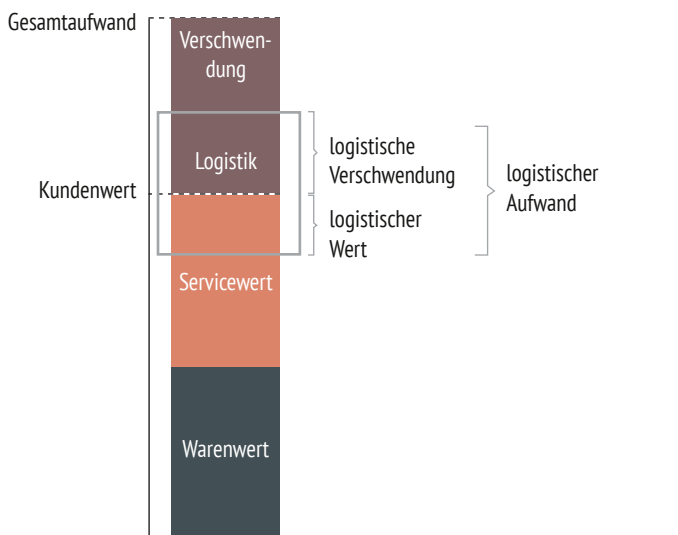 Gesamtaufwand
Verschwen-
dung
Logistik
logistische
Verschwendung
logistischer
Aufwand
Kundenwert
logistischer
Wert
Servicewert
Warenwert